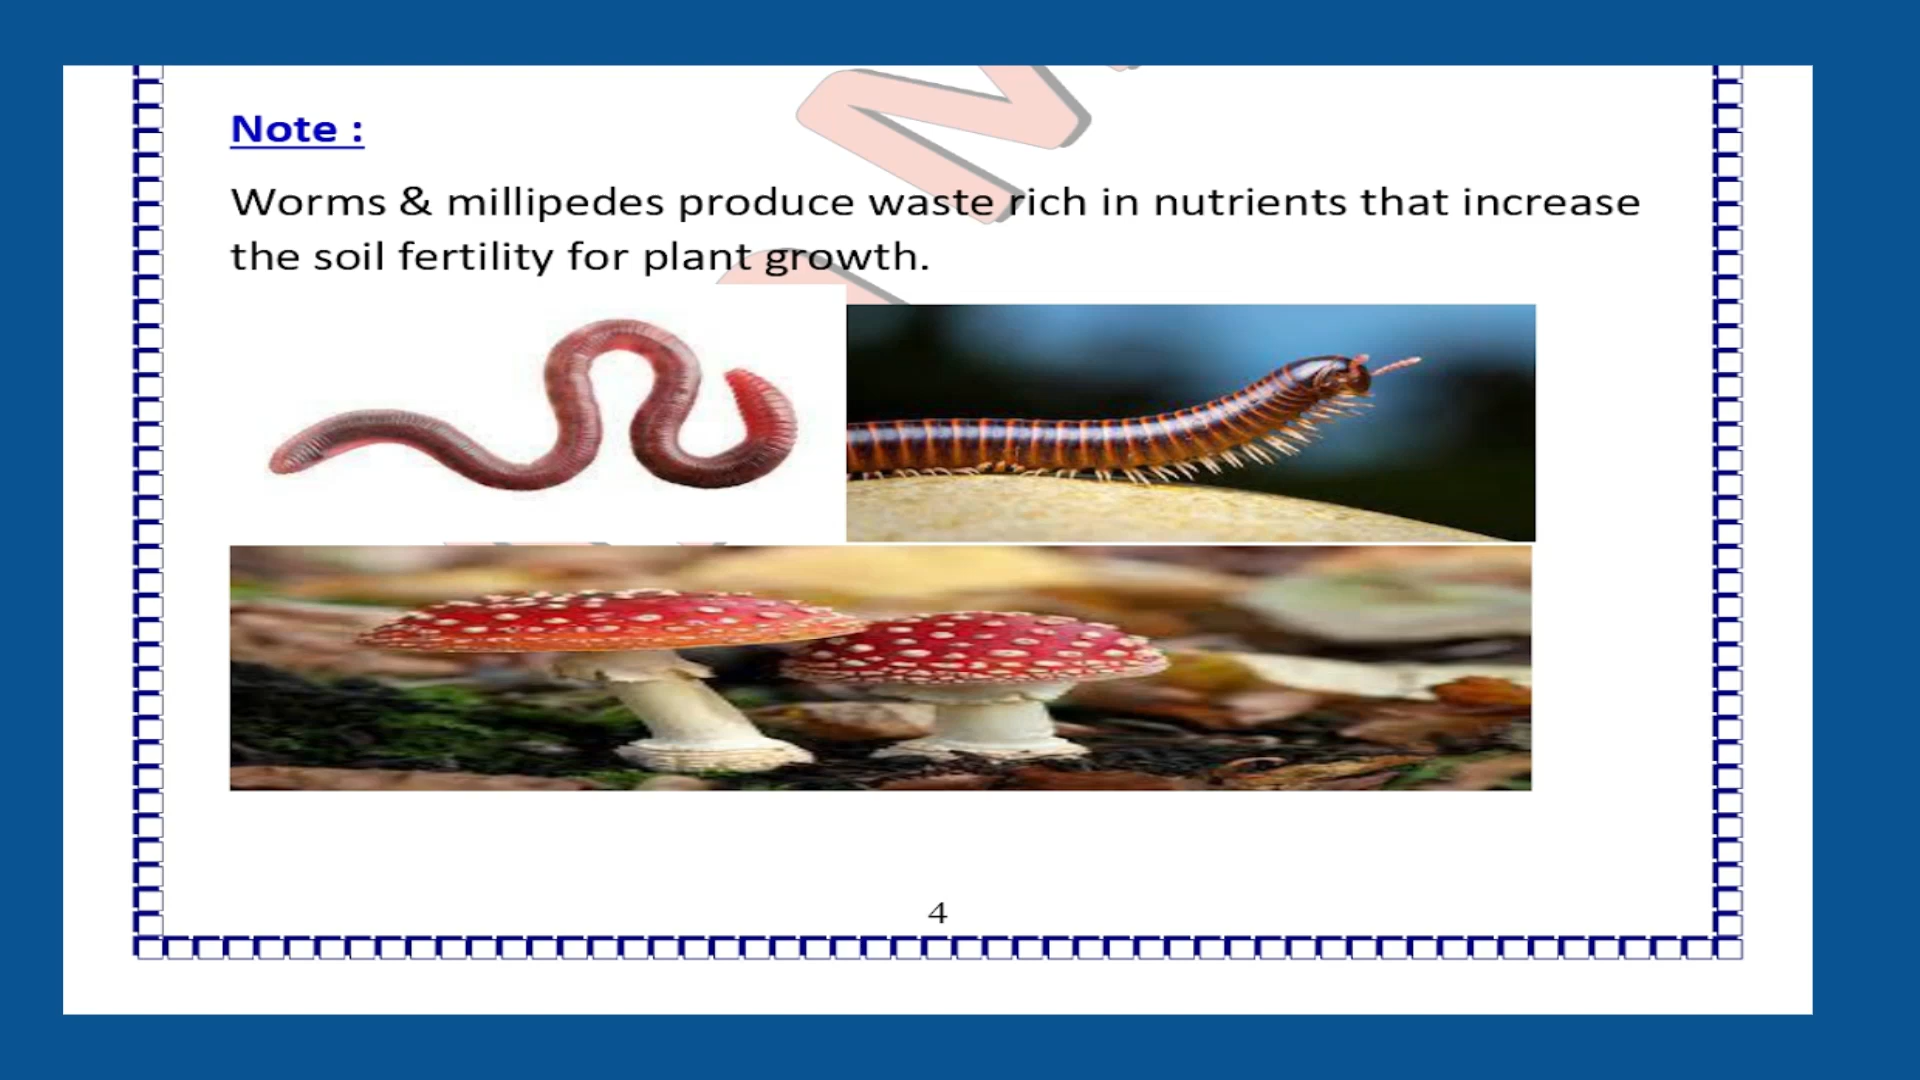 Note :
Worms & millipedes produce waste rich in nutrients that increase
the soil fertility for plant growth.
4